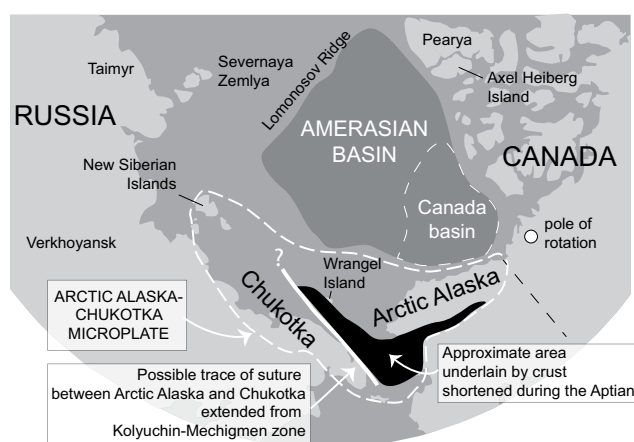 Pearya
Severnaya
Zemlya
Taimyr
Lomonosov Ridge
Axel Heiberg
Island
RUSSIA
AMERASIAN
BASIN
CANADA
New Siberian
Islands
Canada
basin
pole of
rotation
Verkhoyansk
?
Wrangel
Island
Chukotka
Arctic Alaska
ARCTIC ALASKA-
CHUKOTKA
MICROPLATE
Approximate area
underlain by crust
shortened during the Aptian
Possible trace of suture
between Arctic Alaska and Chukotka
extended from
Kolyuchin-Mechigmen zone